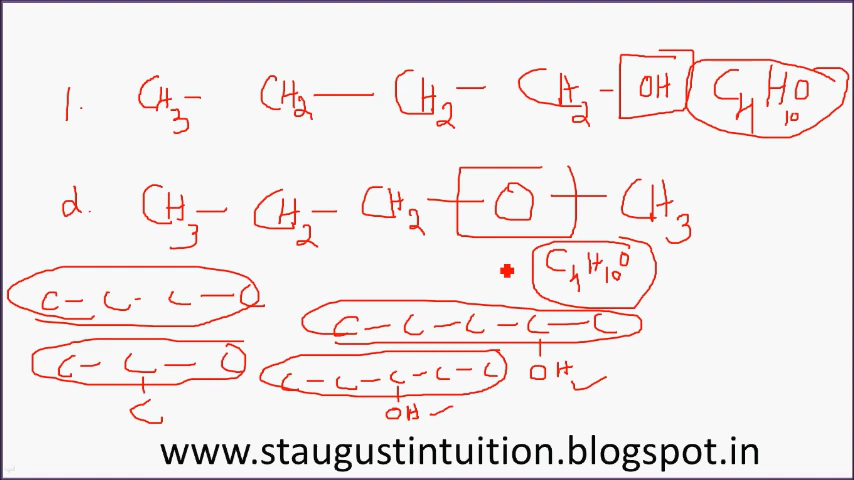 1. CH3 - CH2 - CH2 - CH2 - OH C4H10O
2. CH3 - CH2 - CH2 - O - CH3
C4H10O
C - C - C - C
C - C - C - C - C
OH
C - C - C
C
C - C - C - C - C
OH
www.staugustintuition.blogspot.in